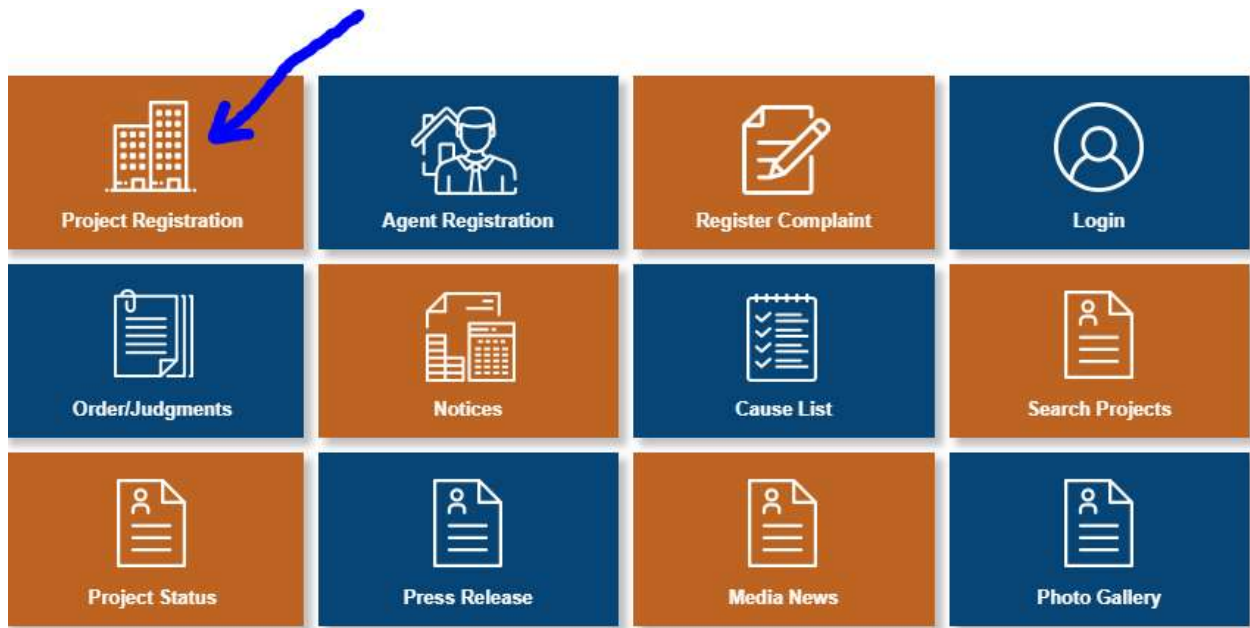 Project Registration
Agent Registration
Register Complaint
Login
Order/Judgments
Notices
Cause List
Search Projects
Project Status
Press Release
Media News
Photo Gallery